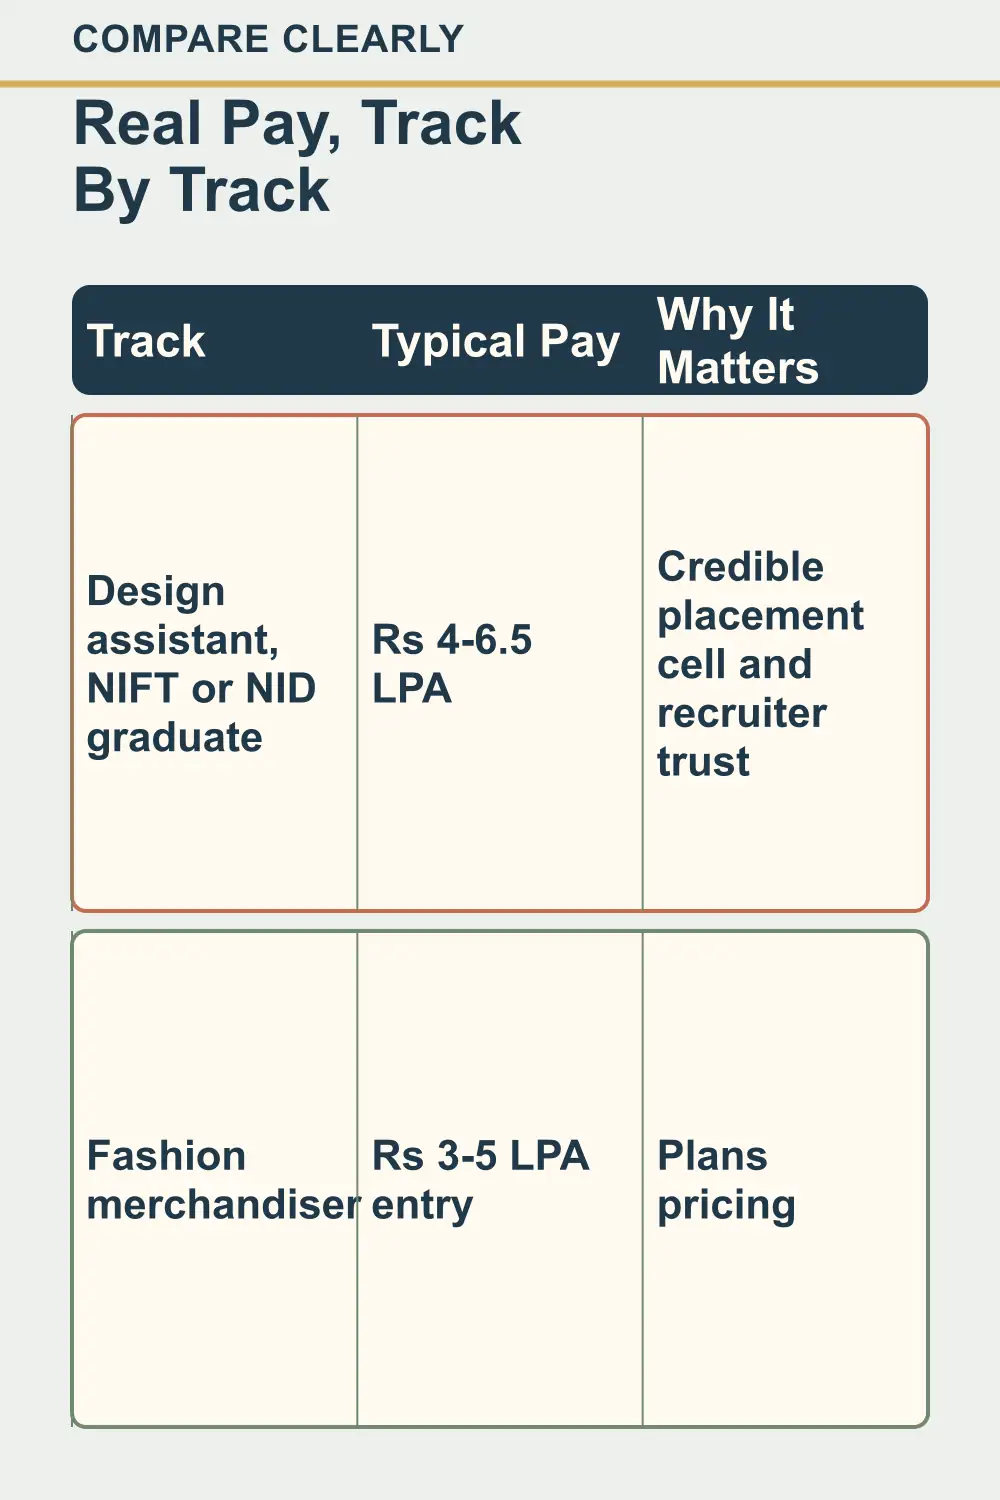 COMPARE CLEARLY
Real Pay, Track
By Track
Track
Typical Pay
Why It
Matters
Design
assistant,
NIFT or NID
graduate
Rs 4-6.5
LPA
Credible
placement
cell and
recruiter
trust
Fashion
merchandiser
Rs 3-5 LPA
entry
Plans
pricing